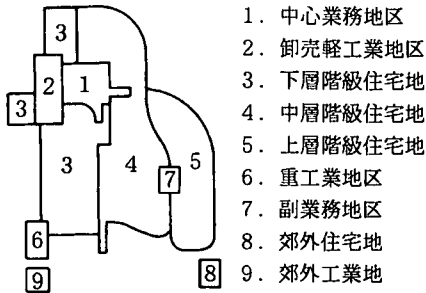 3
2
1
3
3
4
5
7
6
9
8
1. 中心業務地区
2. 卸売軽工業地区
3. 下層階級住宅地
4. 中層階級住宅地
5. 上層階級住宅地
6. 重工業地区
7. 副業務地区
8. 郊外住宅地
9. 郊外工業地